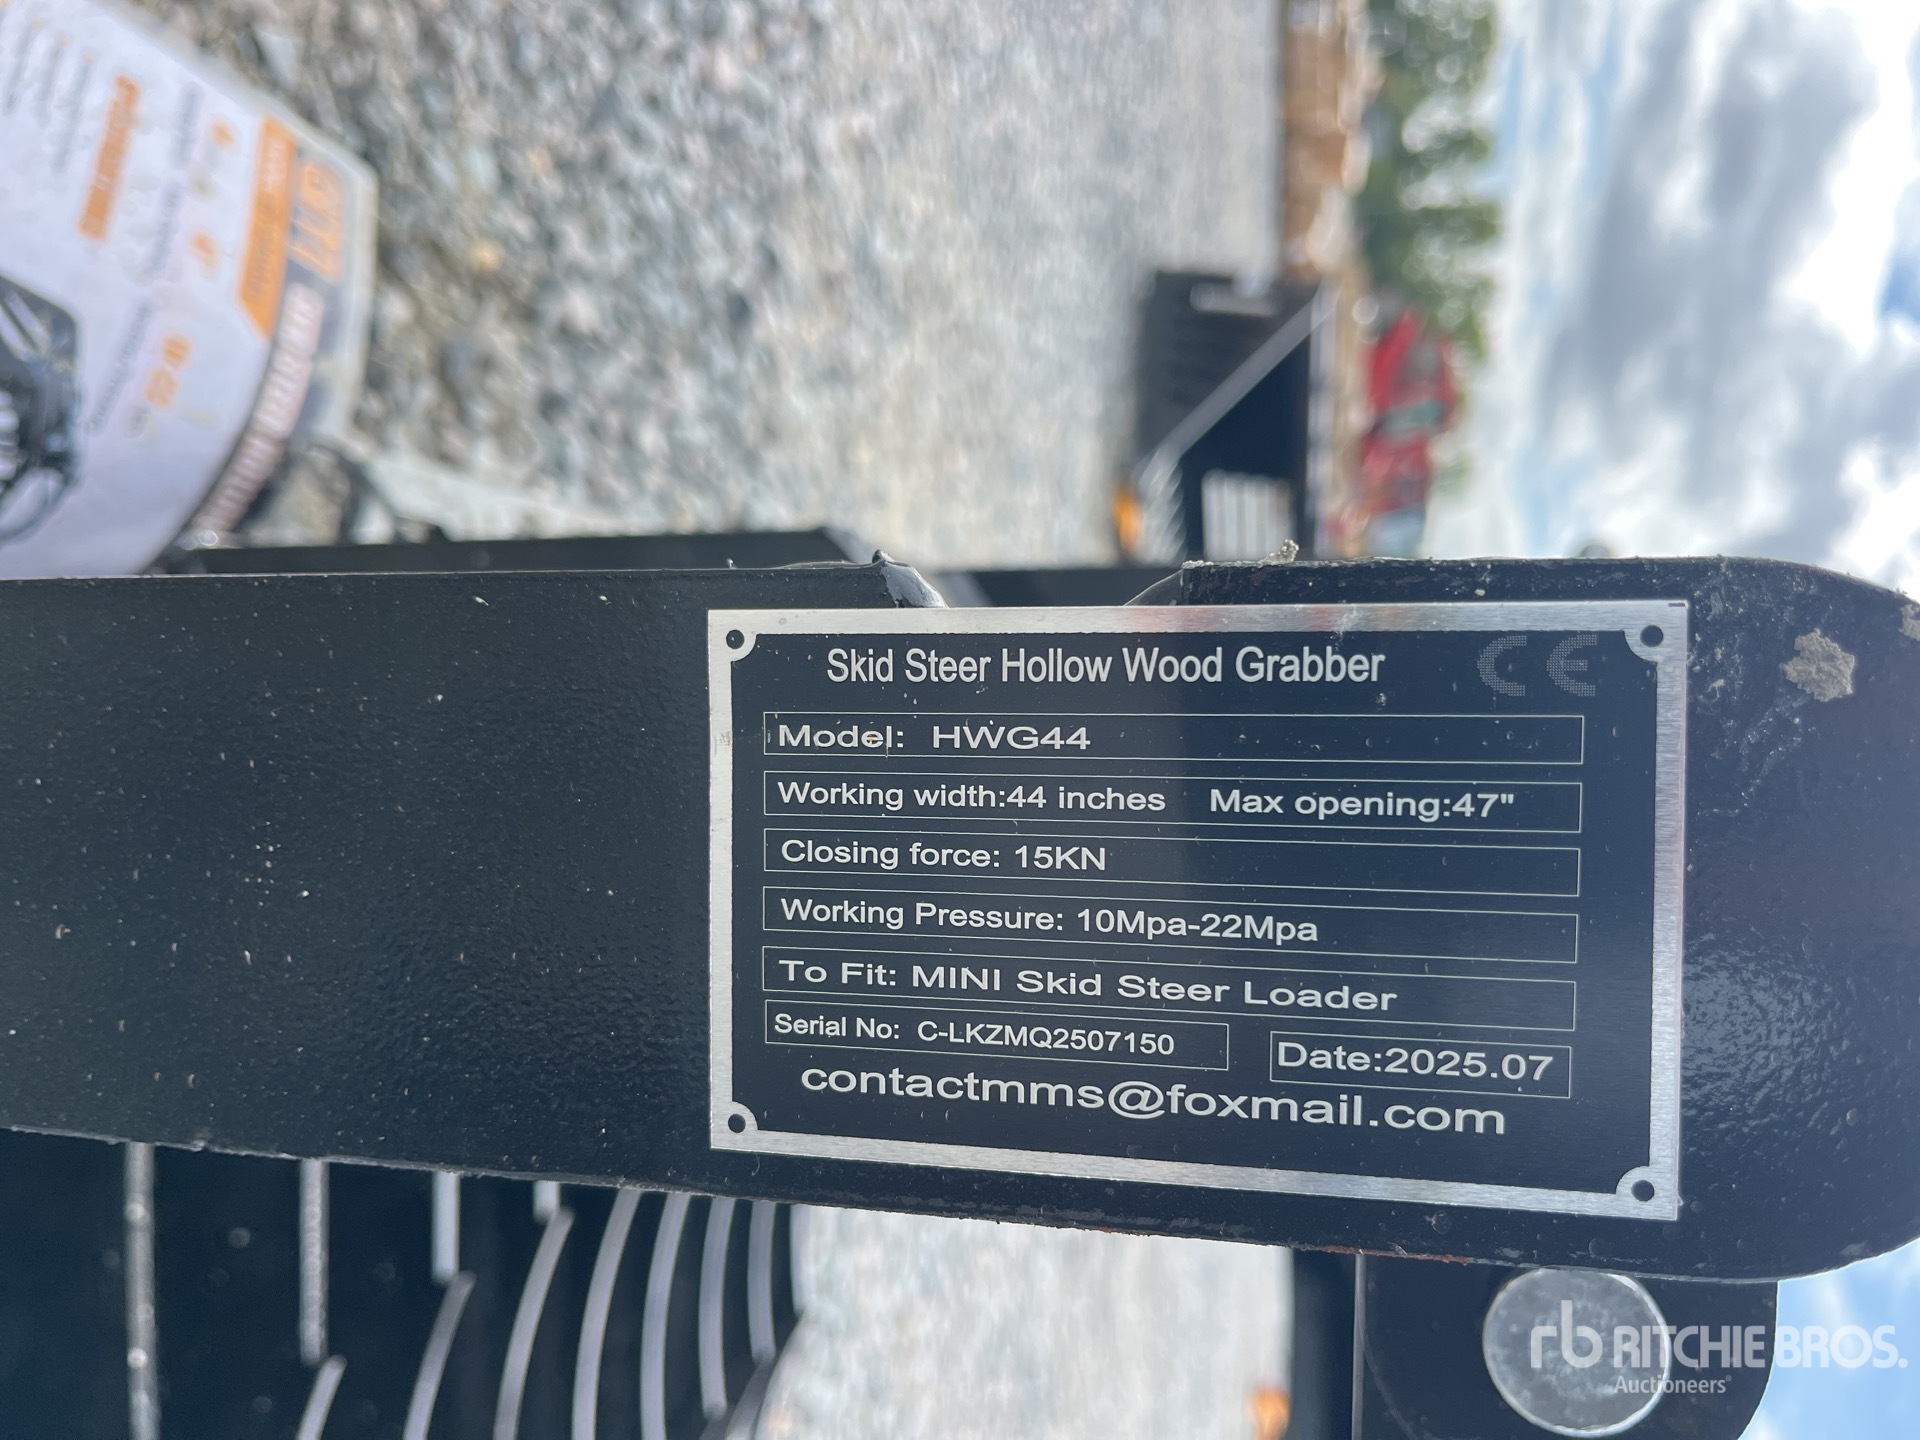 Skid Steer Hollow Wood Grabber CE
Model: HWG44
Working width:44 inches Max opening:47"
Closing force: 15KN
Working Pressure: 10Mpa-22Mpa
To Fit: MINI Skid Steer Loader
Serial No: C-LKZMQ2507150 Date:2025.07
contactmms@foxmail.com
rb RITCHIE BROS.
Auctioneers